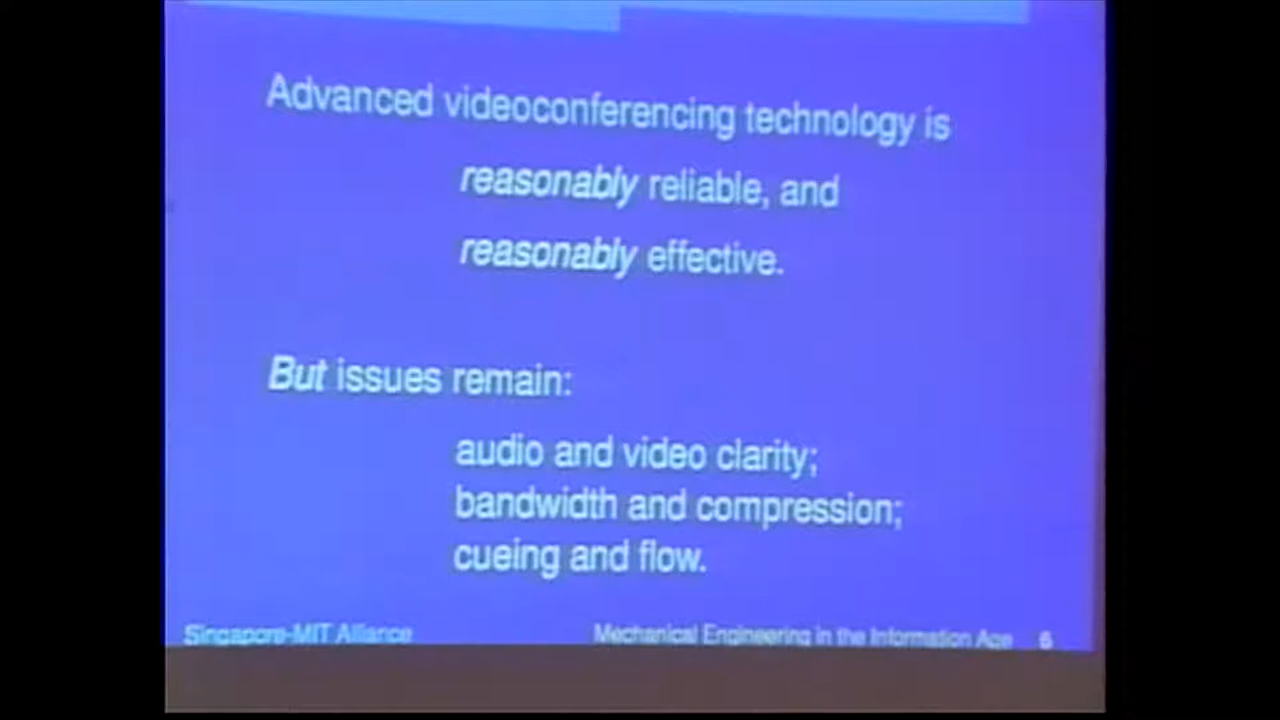 Advanced videoconferencing technology is
reasonably reliable, and
reasonably effective.
But issues remain:
audio and video clarity;
bandwidth and compression;
cueing and flow.
Singapore-MIT Alliance
Mechanical Engineering in the Information Age 6